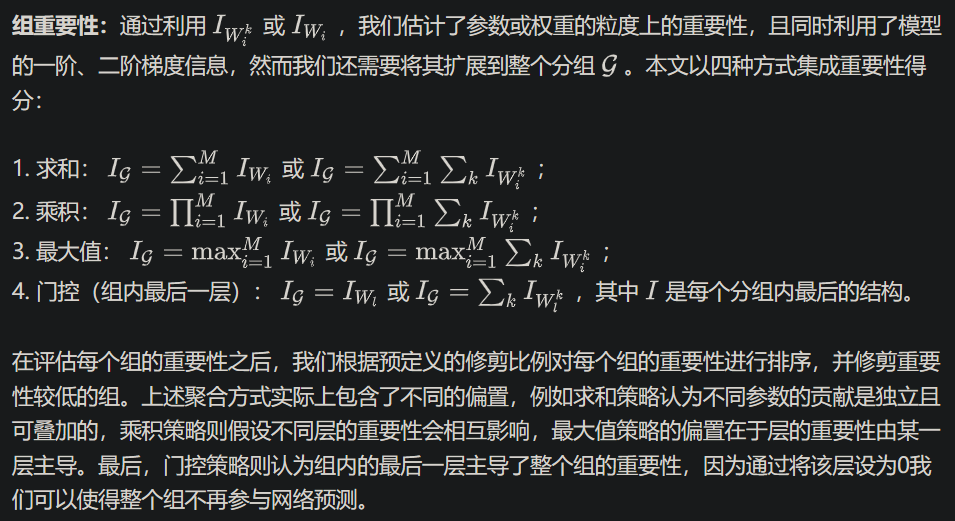 组重要性：通过利用 $I_{W_i^k}$ 或 $I_{W_i}$ ，我们估计了参数或权重的粒度上的重要性，且同时利用了模型
的一阶、二阶梯度信息，然而我们还需要将其扩展到整个分组 $\mathcal{G}$ 。本文以四种方式集成重要性得
分：
1. 求和： $I_{\mathcal{G}} = \sum_{i=1}^{M} I_{W_i}$ 或 $I_{\mathcal{G}} = \sum_{i=1}^{M} \sum_k I_{W_i^k}$ ；
2. 乘积： $I_{\mathcal{G}} = \prod_{i=1}^{M} I_{W_i}$ 或 $I_{\mathcal{G}} = \prod_{i=1}^{M} \sum_k I_{W_i^k}$ ；
3. 最大值： $I_{\mathcal{G}} = \max_{i=1}^{M} I_{W_i}$ 或 $I_{\mathcal{G}} = \max_{i=1}^{M} \sum_k I_{W_i^k}$ ；
4. 门控（组内最后一层）： $I_{\mathcal{G}} = I_{W_l}$ 或 $I_{\mathcal{G}} = \sum_k I_{W_l^k}$ ，其中 $I$ 是每个分组内最后的结构。
在评估每个组的重要性之后，我们根据预定义的修剪比例对每个组的重要性进行排序，并修剪重要
性较低的组。上述聚合方式实际上包含了不同的偏置，例如求和策略认为不同参数的贡献是独立且
可叠加的，乘积策略则假设不同层的重要性会相互影响，最大值策略的偏置在于层的重要性由某一
层主导。最后，门控策略则认为组内的最后一层主导了整个组的重要性，因为通过将该层设为0我
们可以使得整个组不再参与网络预测。